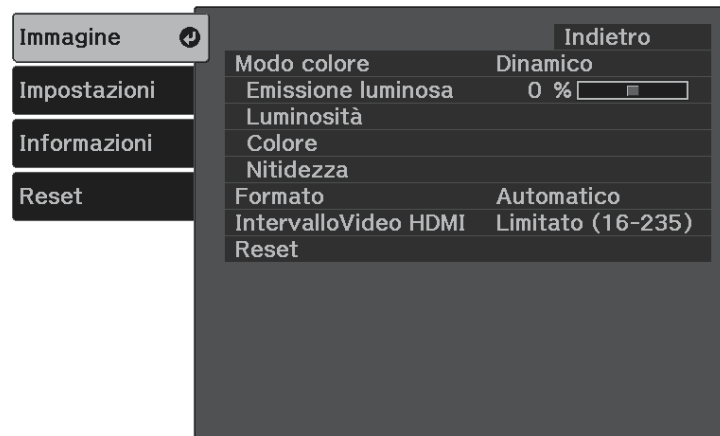 Immagine
Impostazioni
Informazioni
Reset
Indietro
Modo colore Dinamico
Emissione luminosa 0 %
Luminosità
Colore
Nitidezza
Formato Automatico
IntervalloVideo HDMI Limitato (16-235)
Reset